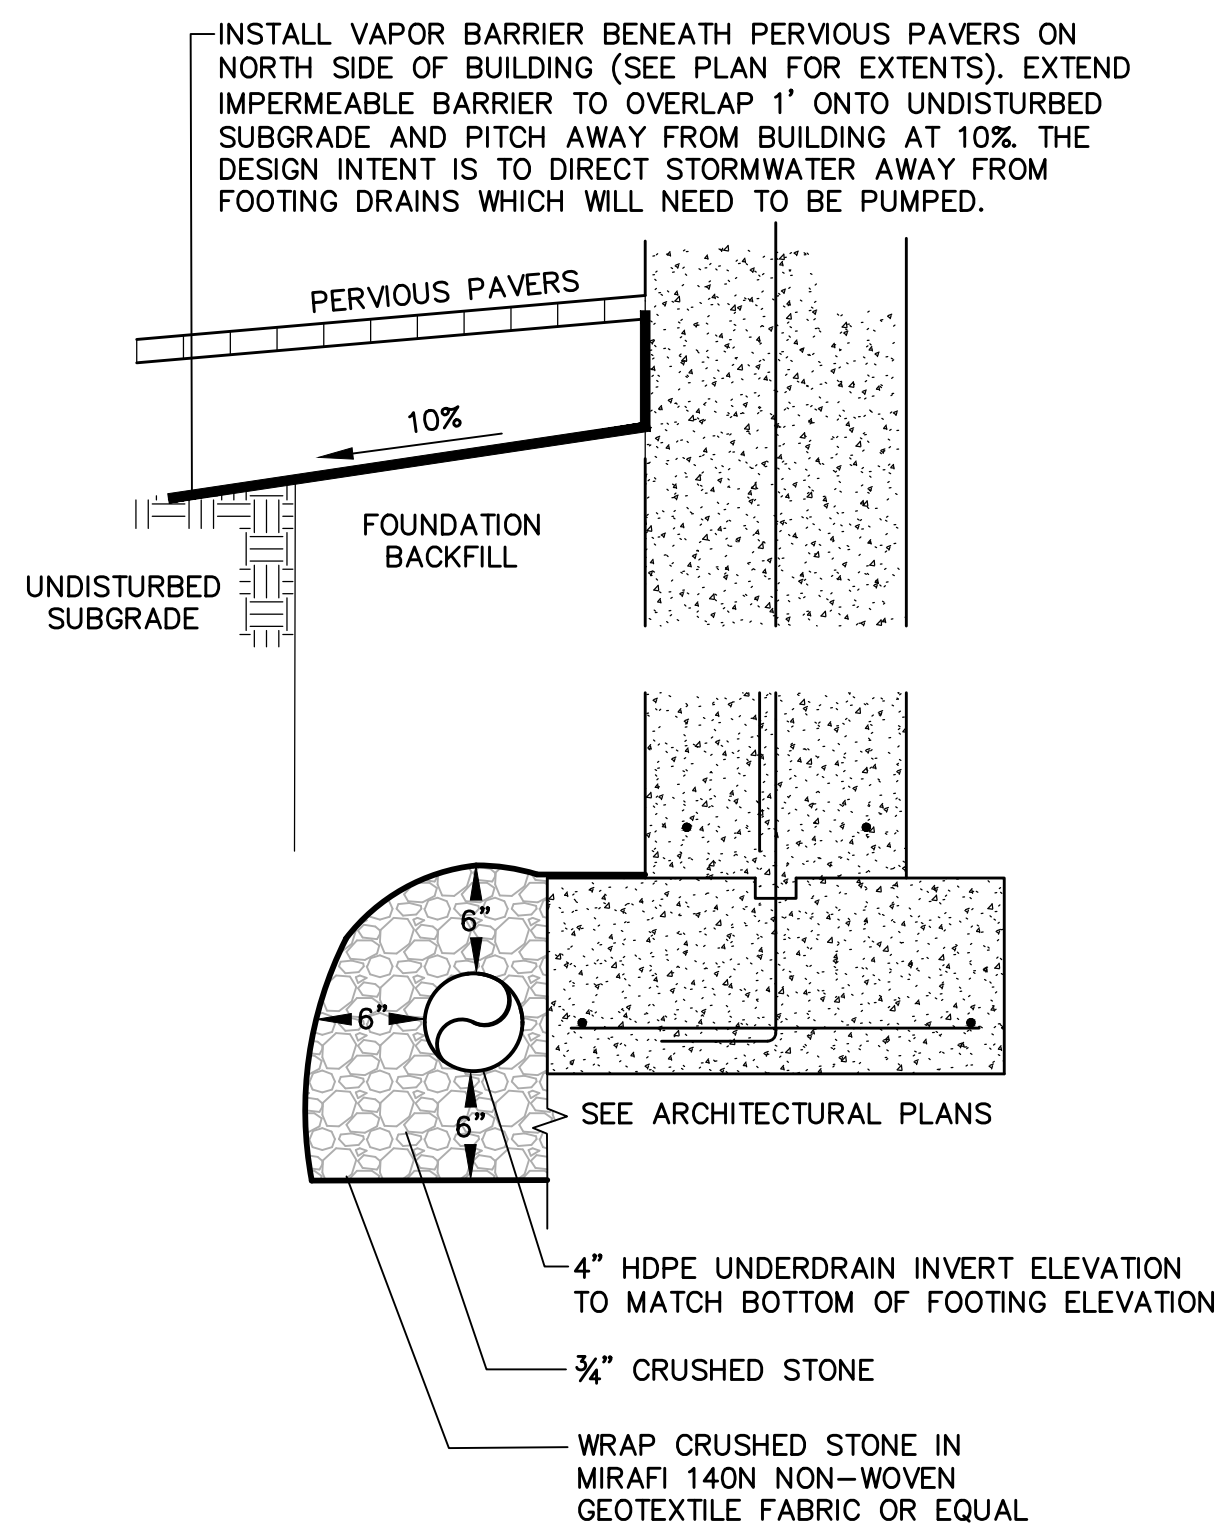 INSTALL VAPOR BARRIER BENEATH PERVIOUS PAVERS ON
NORTH SIDE OF BUILDING (SEE PLAN FOR EXTENTS). EXTEND
IMPERMEABLE BARRIER TO OVERLAP 1’ ONTO UNDISTURBED
SUBGRADE AND PITCH AWAY FROM BUILDING AT 10%. THE
DESIGN INTENT IS TO DIRECT STORMWATER AWAY FROM
FOOTING DRAINS WHICH WILL NEED TO BE PUMPED.
PERVIOUS PAVERS
10%
FOUNDATION
BACKFILL
UNDISTURBED
SUBGRADE
6”
6”
6”
SEE ARCHITECTURAL PLANS
4” HDPE UNDERDRAIN INVERT ELEVATION
TO MATCH BOTTOM OF FOOTING ELEVATION
¾” CRUSHED STONE
WRAP CRUSHED STONE IN
MIRAFI 140N NON–WOVEN
GEOTEXTILE FABRIC OR EQUAL